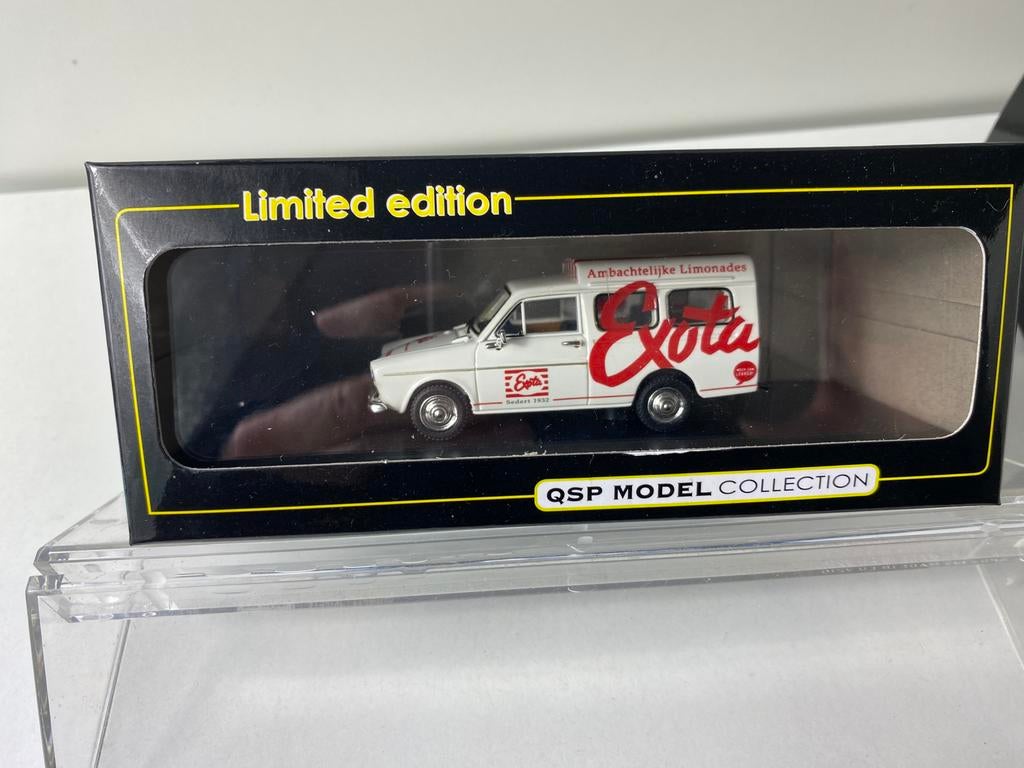 Limited edition
Ambachtelijke Limonades
Exota
Exota
Sedert 1932
QSP MODEL COLLECTION